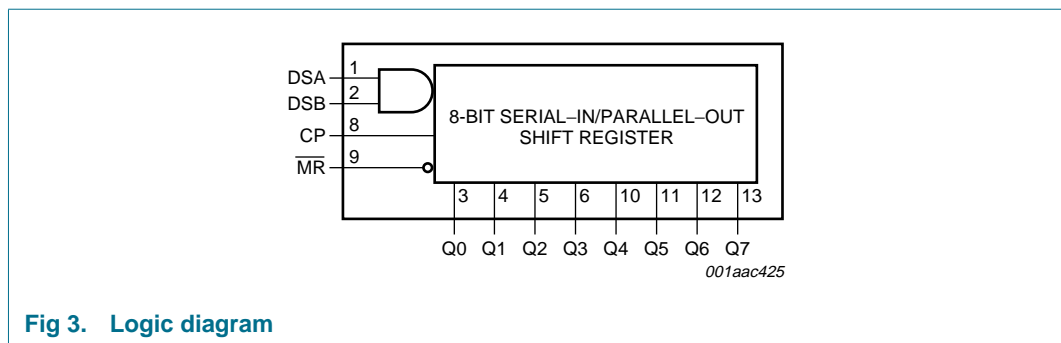 DSA 1
DSB 2
CP 8
MR 9
8-BIT SERIAL–IN/PARALLEL–OUT
SHIFT REGISTER
3 4 5 6 10 11 12 13
Q0 Q1 Q2 Q3 Q4 Q5 Q6 Q7
001aac425
Fig 3. Logic diagram